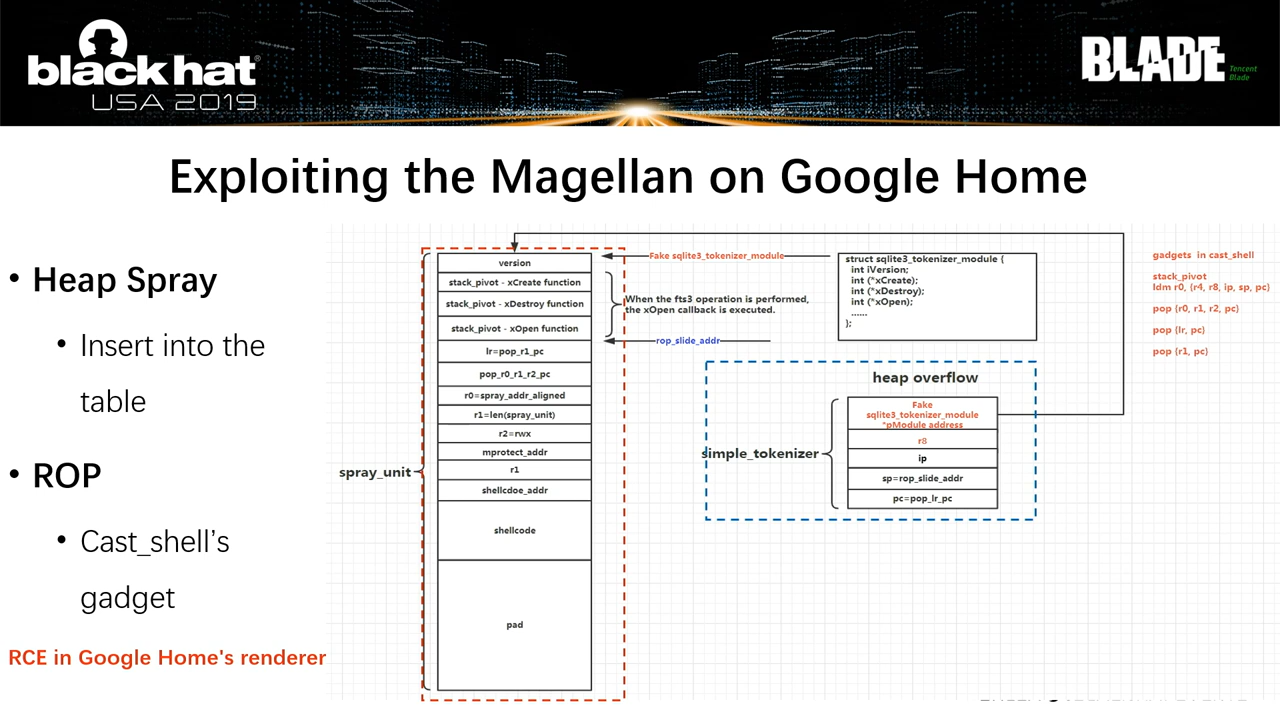 black hat®
USA 2019
BLADE
Tencent
Blade
Exploiting the Magellan on Google Home
• Heap Spray
• Insert into the
table
• ROP
• Cast_shell’s
gadget
RCE in Google Home's renderer
spray_unit
version
stack_pivot - xCreate function
stack_pivot - xDestroy function
stack_pivot - xOpen function
lr=pop_r1_pc
pop_r0_r1_r2_pc
r0=spray_addr_aligned
r1=len(spray_unit)
r2=rwx
mprotect_addr
r1
shellcdoe_addr
shellcode
pad
Fake sqlite3_tokenizer_module
When the fts3 operation is performed,
the xOpen callback is executed.
rop_slide_addr
struct sqlite3_tokenizer_module {
int iVersion;
int (*xCreate);
int (*xDestroy);
int (*xOpen);
......
};
heap overflow
simple_tokenizer
Fake
sqlite3_tokenizer_module
*pModule address
r8
ip
sp=rop_slide_addr
pc=pop_lr_pc
gadgets in cast_shell
stack_pivot
ldm r0, (r4, r8, ip, sp, pc)
pop (r0, r1, r2, pc)
pop (lr, pc)
pop (r1, pc)